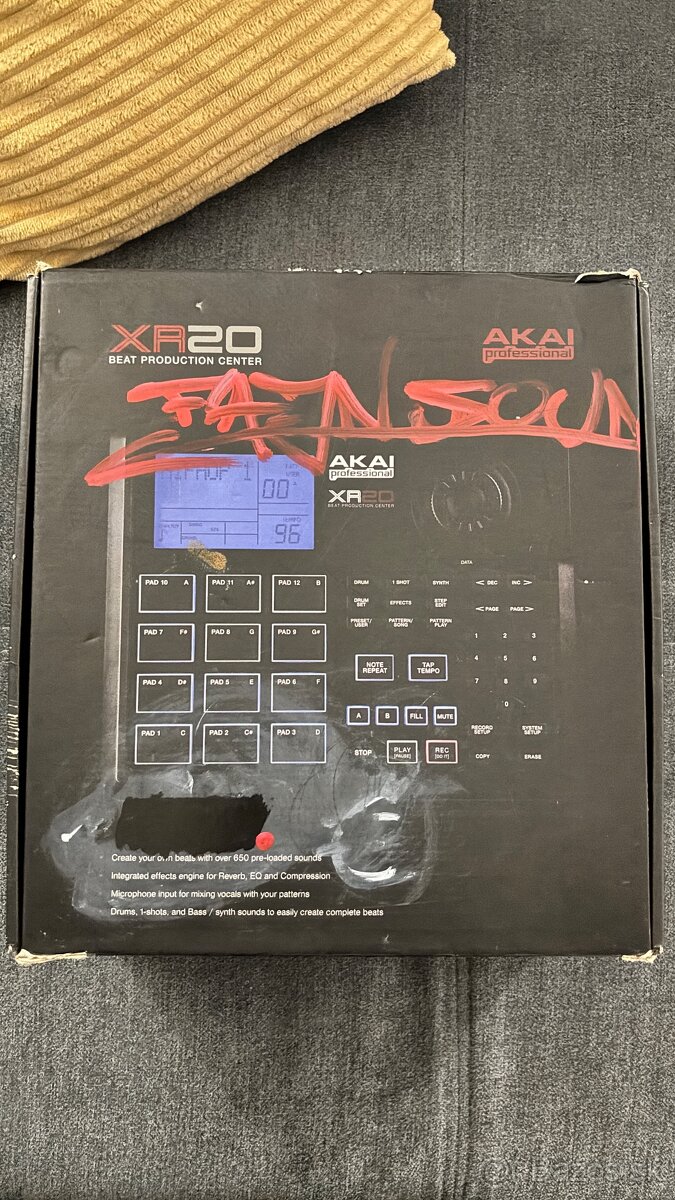 XR20
BEAT PRODUCTION CENTER
AKAI
professional
AKAI
professional
XR20
BEAT PRODUCTION CENTER
00
96
DATA
PAD 10 A
PAD 11 A#
PAD 12 B
DRUM
1 SHOT
SYNTH
< DEC
INC >
DRUM
SET
EFFECTS
STEP
EDIT
< PAGE
PAGE >
PAD 7 F#
PAD 8 G
PAD 9 G#
PRESET/
USER
PATTERN/
SONG
PATTERN
PLAY
1 2 3
NOTE
REPEAT
TAP
TEMPO
4 5 6
PAD 4 D#
PAD 5 E
PAD 6 F
7 8 9
0
A
B
FILL
MUTE
PAD 1 C
PAD 2 C#
PAD 3 D
RECORD
SETUP
SYSTEM
SETUP
STOP
PLAY
[PAUSE]
REC
[DO IT]
COPY
ERASE
Create your own beats with over 650 pre-loaded sounds
Integrated effects engine for Reverb, EQ and Compression
Microphone input for mixing vocals with your patterns
Drums, 1-shots, and Bass / synth sounds to easily create complete beats